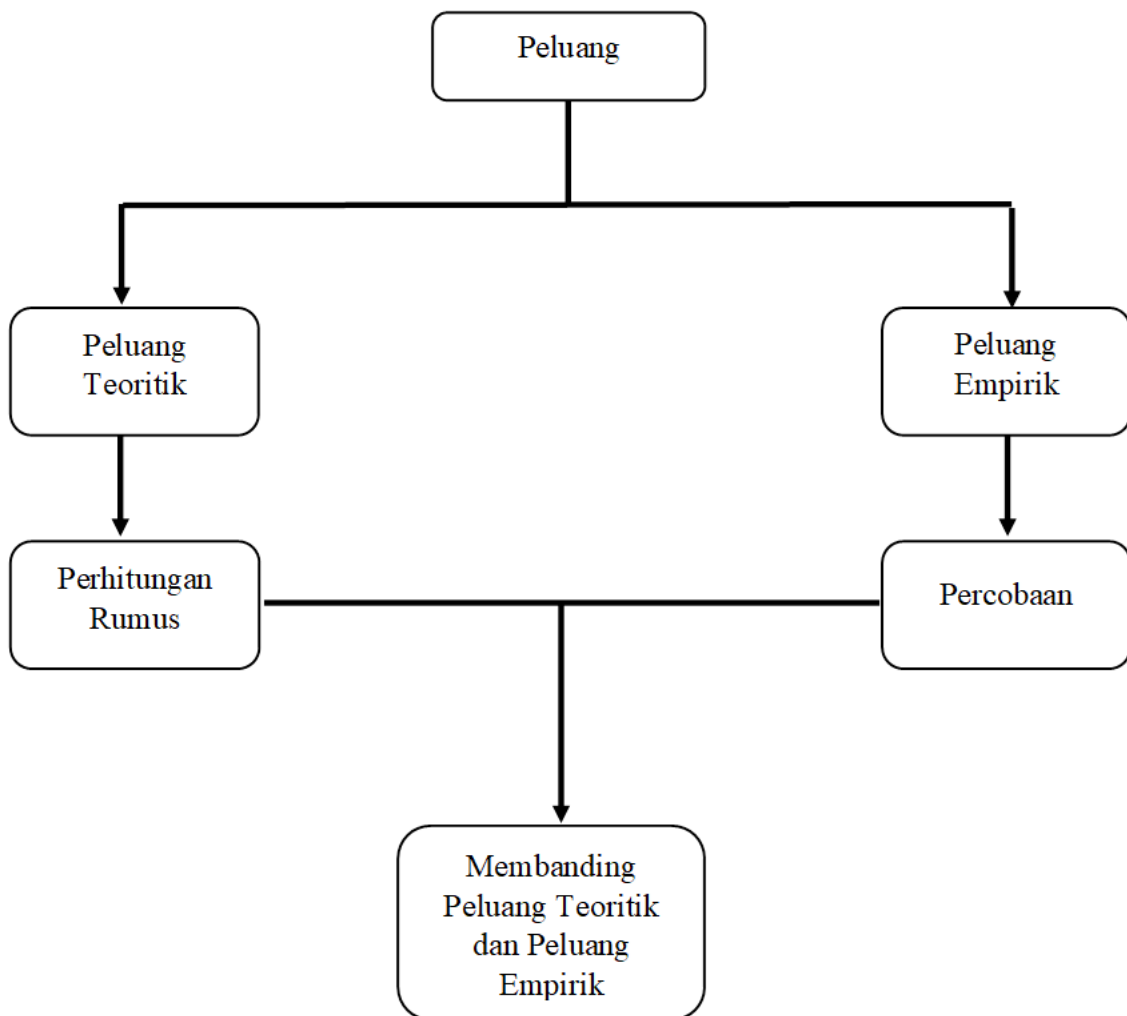 Peluang
Peluang
Teoritik
Peluang
Empirik
Perhitungan
Rumus
Percobaan
Membanding
Peluang Teoritik
dan Peluang
Empirik